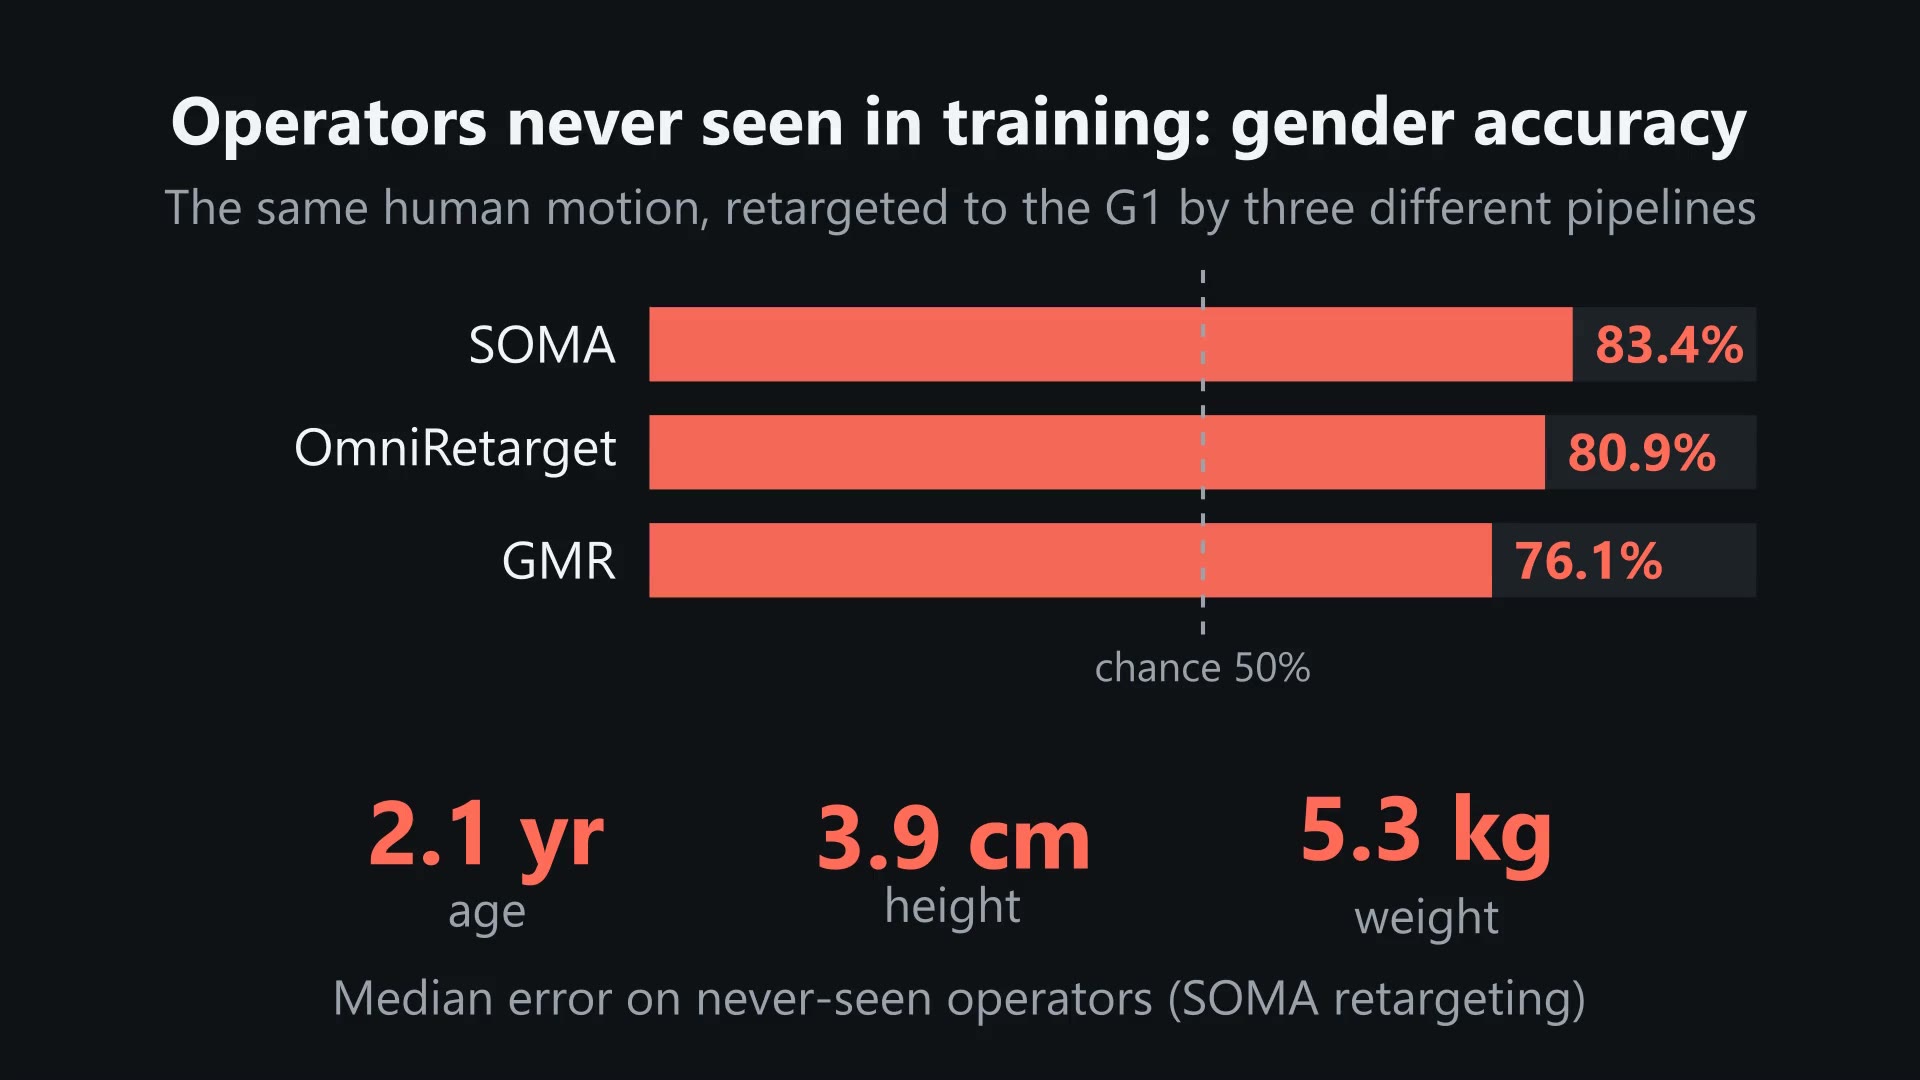 Operators never seen in training: gender accuracy
The same human motion, retargeted to the G1 by three different pipelines
SOMA 83.4%
OmniRetarget 80.9%
GMR 76.1%
chance 50%
2.1 yr 3.9 cm 5.3 kg
age height weight
Median error on never-seen operators (SOMA retargeting)